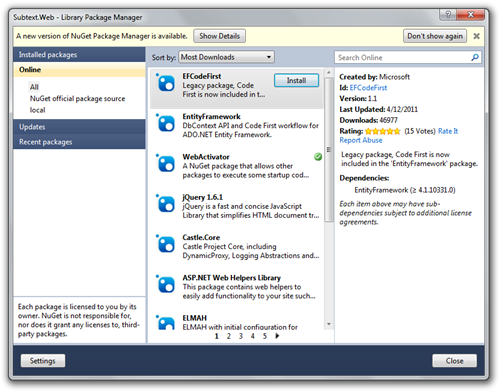 Subtext.Web - Library Package Manager
A new version of NuGet Package Manager is available.
Show Details
Don't show again
Installed packages
Online
All
NuGet official package source
local
Updates
Recent packages
Each package is licensed to you by its
owner. NuGet is not responsible for,
nor does it grant any licenses to, third-
party packages.
Sort by:
Most Downloads
EFCodeFirst
Legacy package, Code
First is now included in t...
Install
EntityFramework
DbContext API and Code First workflow for
ADO.NET Entity Framework.
WebActivator
A NuGet package that allows other
packages to execute some startup cod...
jQuery 1.6.1
jQuery is a fast and concise JavaScript
Library that simplifies HTML document tr...
Castle.Core
Castle Project Core, including
DynamicProxy, Logging Abstractions and...
ASP.NET Web Helpers Library
This package contains web helpers to
easily add functionality to your site such...
ELMAH
ELMAH with initial configuration for
1 2 3 4 5
Search Online
Created by: Microsoft
Id: EFCodeFirst
Version: 1.1
Last Updated: 4/12/2011
Downloads: 46977
Rating: (15 Votes) Rate It
Report Abuse
Legacy package, Code First is now
included in the 'EntityFramework' package.
Dependencies:
EntityFramework (≥ 4.1.10331.0)
Each item above may have sub-
dependencies subject to additional license
agreements.
Settings
Close